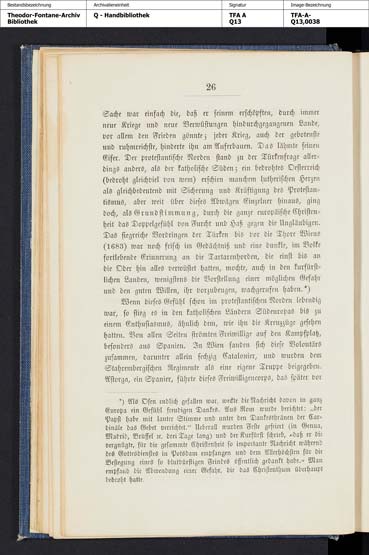 Bestandsbezeichnung
Theodor-Fontane-Archiv
Bibliothek
Archivalieneinheit
Q - Handbibliothek
Signatur
TFA A
Q13
Image-Bezeichnung
TFA-A-
Q13,0038
26
Sache war einfach die, daß er seinem erschöpften, durch immer
neue Kriege und neue Verwüstungen hindurchgegangenen Lande,
vor allem den Frieden gönnte; jeder Krieg, auch der gebotenste
und ruhmreichste, hinderte ihn am Auferbauen. Das lähmte seinen
Eifer. Der protestantische Norden stand zu der Türkenfrage aller-
dings anders, als der katholische Süden; ein bedrohtes Oesterreich
(bedroht gleichviel von wem) erschien manchem lutherischen Herzen
als gleichbedeutend mit Sicherung und Kräftigung des Protestan-
tismus, aber weit über dieses Abwägen Einzelner hinaus, ging
doch, als Grundstimmung, durch die ganze europäische Christen-
heit das Doppelgefühl von Furcht und Haß gegen die Ungläubigen.
Das siegreiche Vordringen der Türken bis vor die Thore Wiens
(1683) war noch frisch im Gedächtniß und eine dunkle, im Volke
fortlebende Erinnerung an die Tartarenhorden, die einst bis an
die Oder hin alles verwüstet hatten, mochte, auch in den kurfürst-
lichen Landen, wenigstens die Vorstellung einer möglichen Gefahr
und den guten Willen, ihr vorzubeugen, wachgerufen haben.*)
Wenn dieses Gefühl schon im protestantischen Norden lebendig
war, so stieg es in den katholischen Ländern Südeuropas bis zu
einem Enthusiasmus, ähnlich dem, wie ihn die Kreuzzüge gesehen
hatten. Von allen Seiten strömten Freiwillige auf den Kampfplatz,
besonders aus Spanien. In Wien fanden sich diese Volontärs
zusammen, darunter allein sechzig Catalonier, und wurden dem
Stahrembergischen Regimente als eine eigene Truppe beigegeben.
Astorga, ein Spanier, führte dieses Freiwilligencorps, das später vor
*) Als Ofen endlich gefallen war, weckte die Nachricht davon in ganz
Europa ein Gefühl freudigen Dankes. Aus Rom wurde berichtet: „der
Papst habe mit lauter Stimme und unter den Dankesthränen der Car-
dinäle das Gebet verrichtet.“ Ueberall wurden Feste gefeiert (in Genua,
Madrid, Brüssel drei Tage lang) und der Kurfürst schrieb, „daß er die
vergnügte, für die gesammte Christenheit so importante Nachricht während
des Gottesdienstes in Potsdam empfangen und dem Allerhöchsten für die
Besiegung eines so blutdürstigen Feindes öffentlich gedankt habe.“ Man
empfand die Abwendung einer Gefahr, die das Christenthum überhaupt
bedroht hatte.